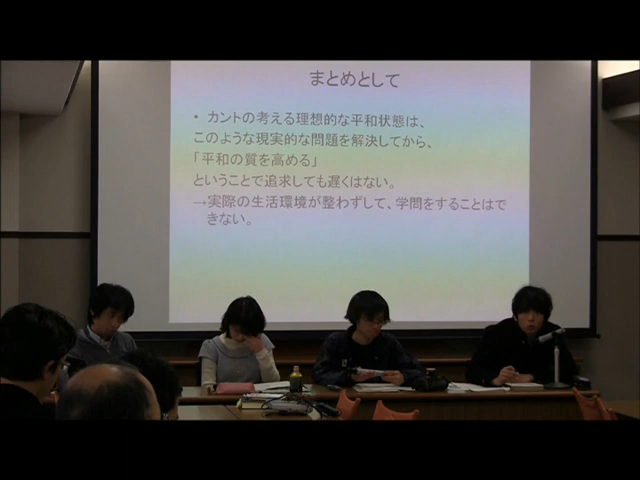 まとめとして
• カントの考える理想的な平和状態は、
このような現実的な問題を解決してから、
「平和の質を高める」
ということで追求しても遅くはない。
→実際の生活環境が整わずして、学問をすることはで
きない。